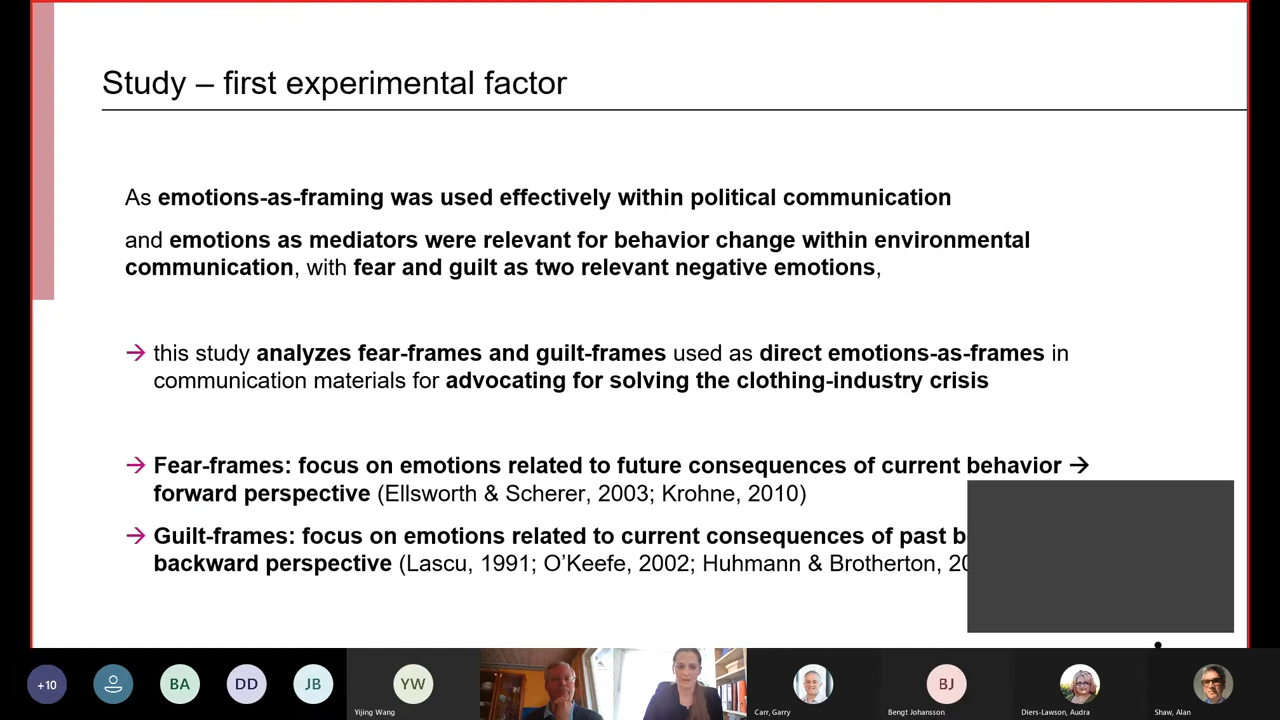 Study – first experimental factor
As emotions-as-framing was used effectively within political communication
and emotions as mediators were relevant for behavior change within environmental
communication, with fear and guilt as two relevant negative emotions,
→ this study analyzes fear-frames and guilt-frames used as direct emotions-as-frames in
communication materials for advocating for solving the clothing-industry crisis
→ Fear-frames: focus on emotions related to future consequences of current behavior →
forward perspective (Ellsworth & Scherer, 2003; Krohne, 2010)
→ Guilt-frames: focus on emotions related to current consequences of past
backward perspective (Lascu, 1991; O’Keefe, 2002; Huhmann & Brotherton,
+10 BA DD JB YW BJ
Yijing Wang Carr, Garry Bengt Johansson Diers-Lawson, Audra Shaw, Alan